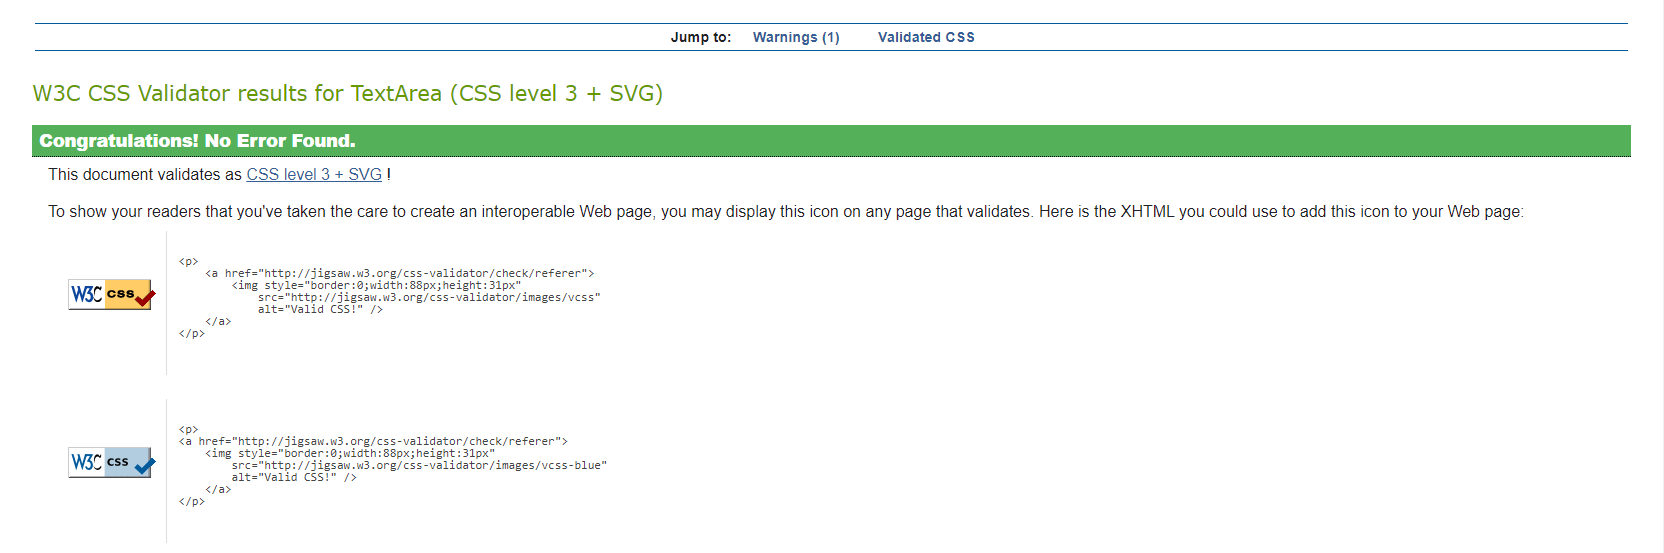 Jump to: Warnings (1) Validated CSS
W3C CSS Validator results for TextArea (CSS level 3 + SVG)
Congratulations! No Error Found.
This document validates as CSS level 3 + SVG !
To show your readers that you've taken the care to create an interoperable Web page, you may display this icon on any page that validates. Here is the XHTML you could use to add this icon to your Web page:
W3C css
<p>
<a href="http://jigsaw.w3.org/css-validator/check/referer">
<img style="border:0;width:88px;height:31px"
src="http://jigsaw.w3.org/css-validator/images/vcss"
alt="Valid CSS!" />
</a>
</p>
W3C css
<p>
<a href="http://jigsaw.w3.org/css-validator/check/referer">
<img style="border:0;width:88px;height:31px"
src="http://jigsaw.w3.org/css-validator/images/vcss-blue"
alt="Valid CSS!" />
</a>
</p>